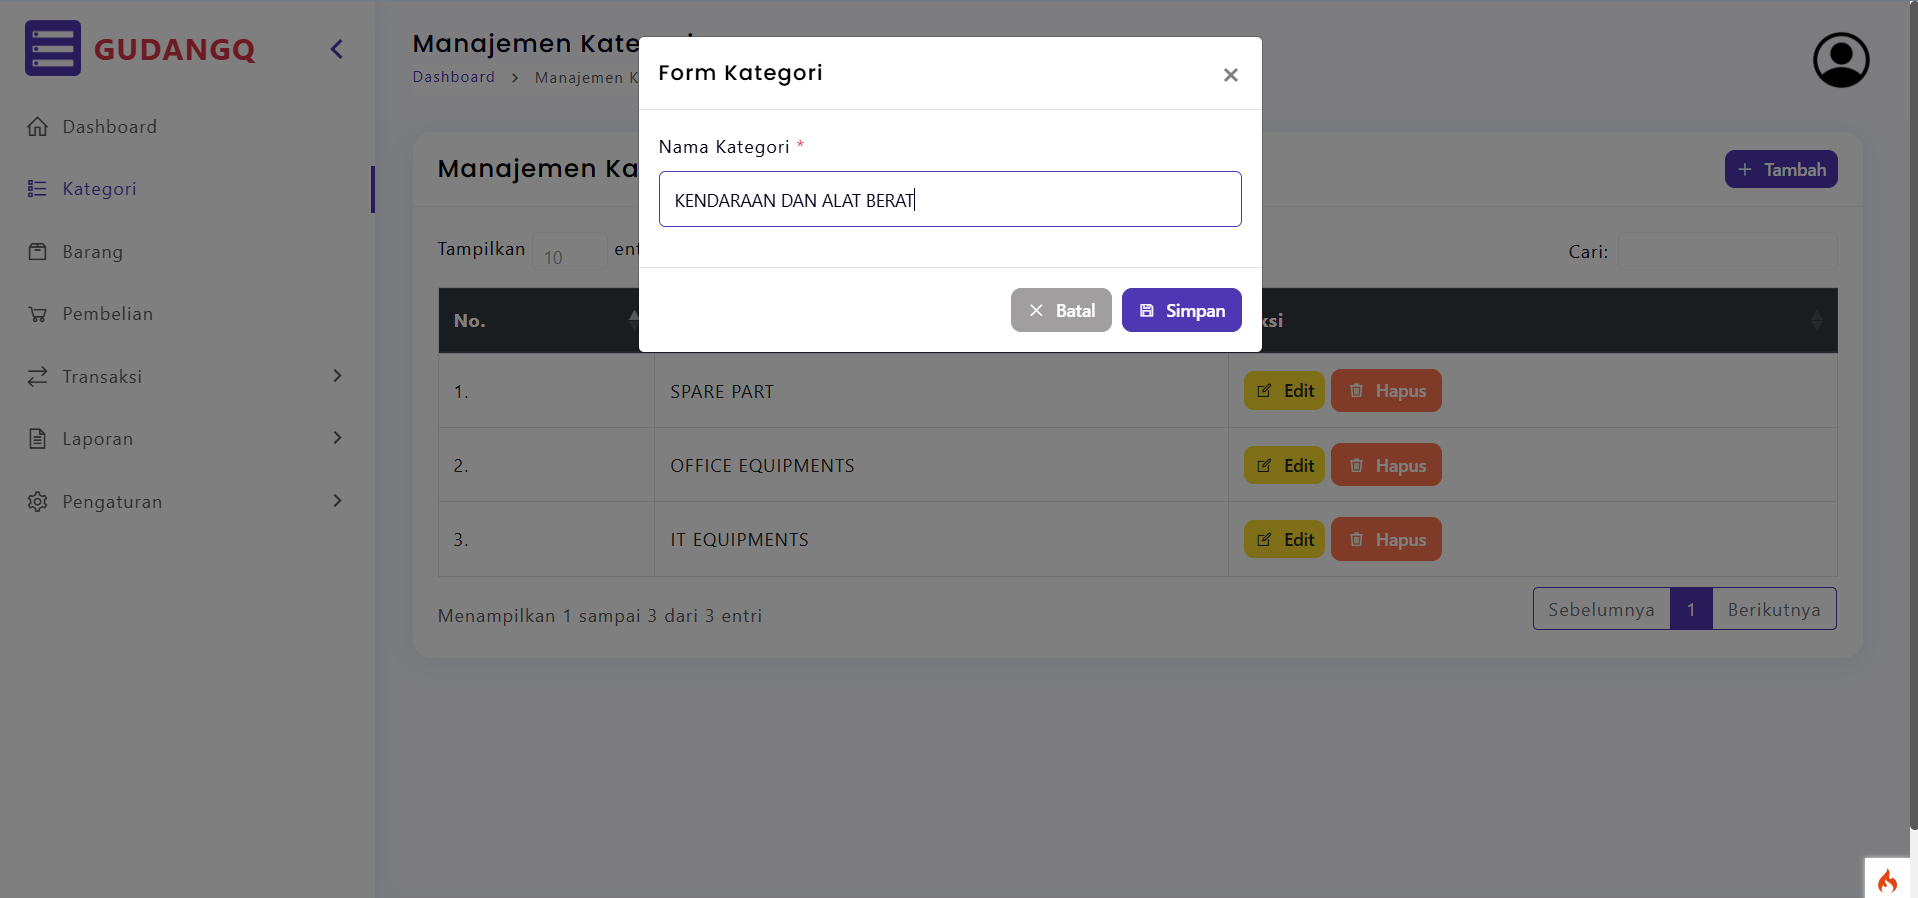 GUDANGQ
Dashboard
Kategori
Barang
Pembelian
Transaksi
Laporan
Pengaturan
Manajemen Kate
Dashboard > Manajemen K
Form Kategori ×
Nama Kategori *
KENDARAAN DAN ALAT BERAT
Batal Simpan
Manajemen Ka
+ Tambah
Tampilkan 10 ent
Cari:
No. ksi
1. SPARE PART Edit Hapus
2. OFFICE EQUIPMENTS Edit Hapus
3. IT EQUIPMENTS Edit Hapus
Menampilkan 1 sampai 3 dari 3 entri
Sebelumnya 1 Berikutnya